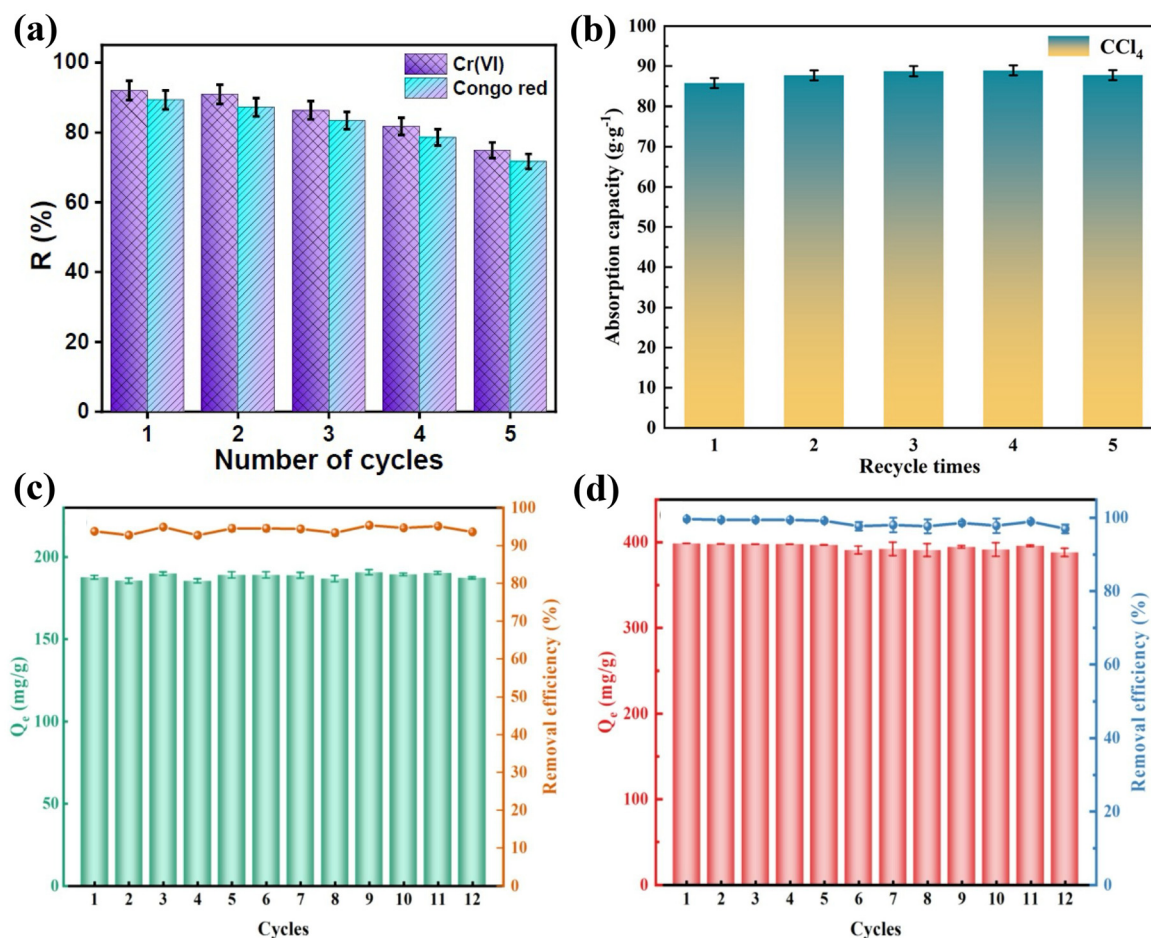 (a)
100
80
60
40
20
0
R (%)
Cr(VI)
Congo red
1 2 3 4 5
Number of cycles
(b)
100
90
80
70
60
50
40
30
20
10
0
Absorption capacity (g·g-1)
CCl4
1 2 3 4 5
Recycle times
(c)
200
150
100
50
0
Qe (mg/g)
100
90
80
70
60
50
40
30
20
10
0
Removal efficiency (%)
1 2 3 4 5 6 7 8 9 10 11 12
Cycles
(d)
400
300
200
100
0
Qe (mg/g)
100
80
60
40
20
0
Removal efficiency (%)
1 2 3 4 5 6 7 8 9 10 11 12
Cycles